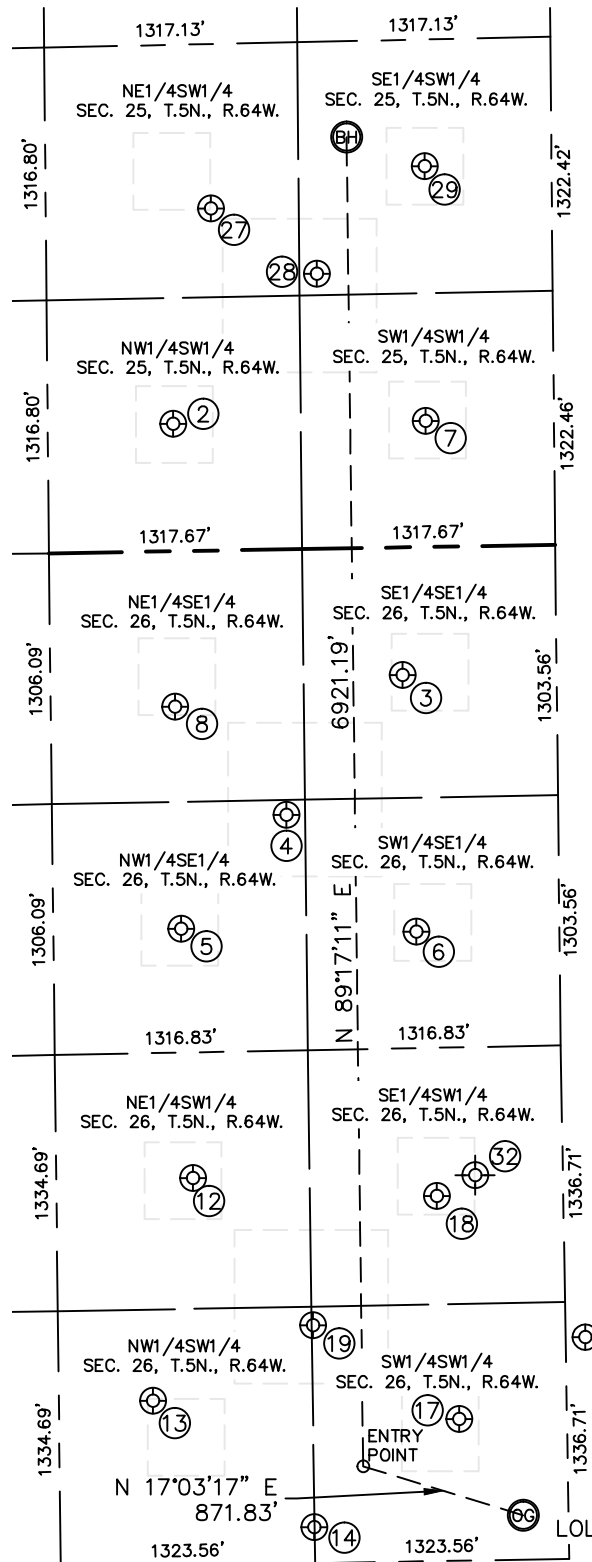 1317.13'
1317.13'
NE1/4SW1/4
SEC. 25, T.5N., R.64W.
SE1/4SW1/4
SEC. 25, T.5N., R.64W.
BH
1316.80'
1322.42'
29
27
28
NW1/4SW1/4
SEC. 25, T.5N., R.64W.
SW1/4SW1/4
SEC. 25, T.5N., R.64W.
1316.80'
1322.46'
2
7
1317.67'
1317.67'
NE1/4SE1/4
SEC. 26, T.5N., R.64W.
SE1/4SE1/4
SEC. 26, T.5N., R.64W.
1306.09'
6921.19'
1303.56'
3
8
4
NW1/4SE1/4
SEC. 26, T.5N., R.64W.
SW1/4SE1/4
SEC. 26, T.5N., R.64W.
1306.09'
N 89°17'11" E
1303.56'
5
6
1316.83'
1316.83'
NE1/4SW1/4
SEC. 26, T.5N., R.64W.
SE1/4SW1/4
SEC. 26, T.5N., R.64W.
1334.69'
1336.71'
32
12
18
19
NW1/4SW1/4
SEC. 26, T.5N., R.64W.
SW1/4SW1/4
SEC. 26, T.5N., R.64W.
1334.69'
1336.71'
13
17
ENTRY
POINT
N 17°03'17" E
871.83'
OG
LOL
14
1323.56'
1323.56'